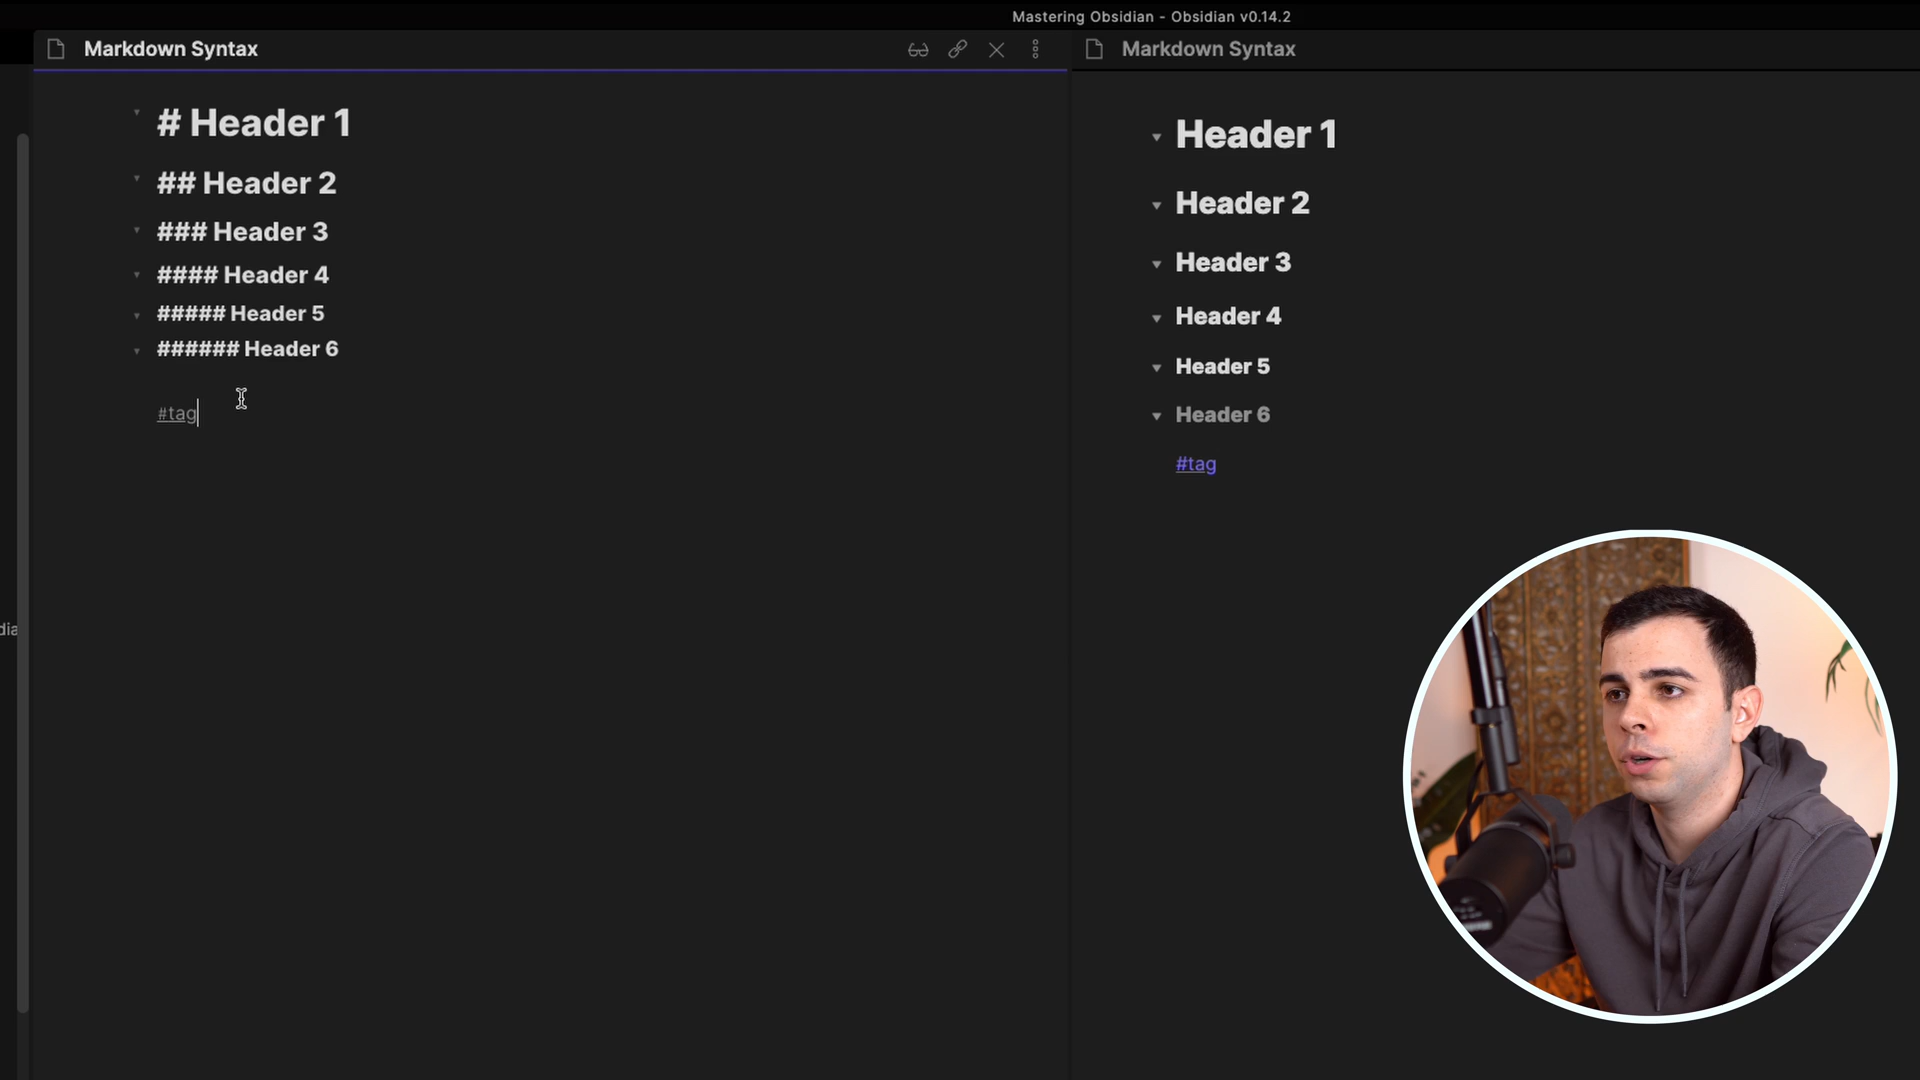 Mastering Obsidian - Obsidian v0.14.2
Markdown Syntax
# Header 1
## Header 2
### Header 3
#### Header 4
##### Header 5
###### Header 6
#tag
dia
Markdown Syntax
Header 1
Header 2
Header 3
Header 4
Header 5
Header 6
#tag